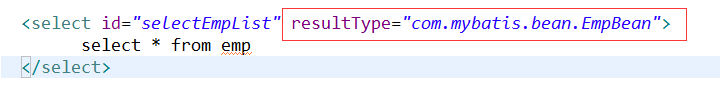 <select id="selectEmpList" resultType="com.mybatis.bean.EmpBean">
select * from emp
</select>